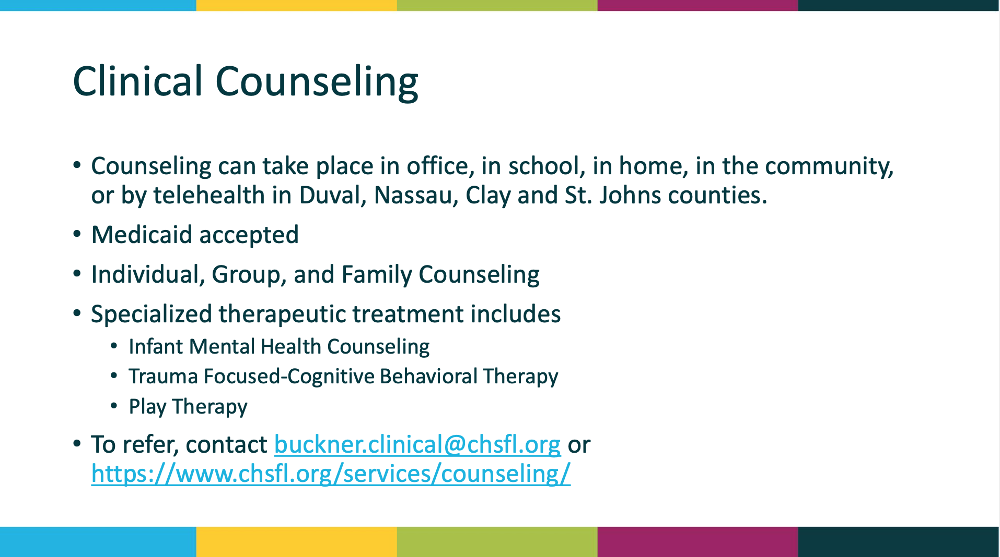 Clinical Counseling
• Counseling can take place in office, in school, in home, in the community,
or by telehealth in Duval, Nassau, Clay and St. Johns counties.
• Medicaid accepted
• Individual, Group, and Family Counseling
• Specialized therapeutic treatment includes
• Infant Mental Health Counseling
• Trauma Focused-Cognitive Behavioral Therapy
• Play Therapy
• To refer, contact buckner.clinical@chsfl.org or
https://www.chsfl.org/services/counseling/